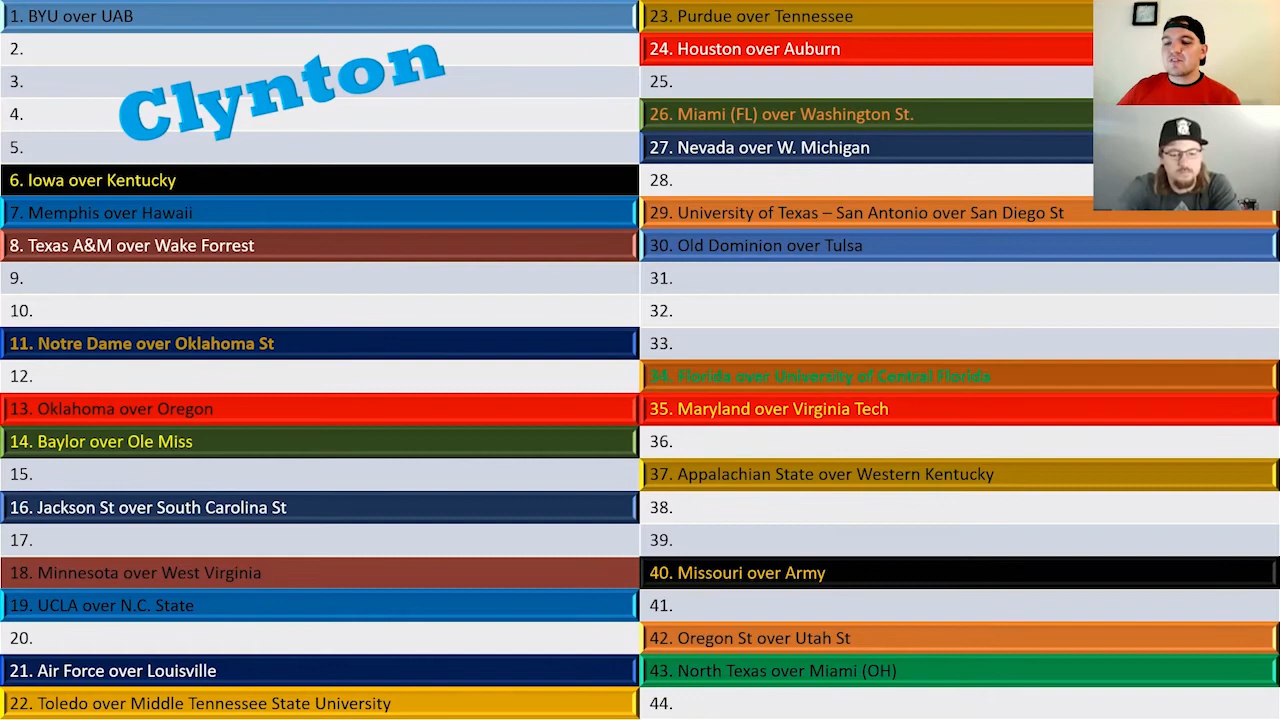 Clynton
1. BYU over UAB
2.
3.
4.
5.
6. Iowa over Kentucky
7. Memphis over Hawaii
8. Texas A&M over Wake Forrest
9.
10.
11. Notre Dame over Oklahoma St
12.
13. Oklahoma over Oregon
14. Baylor over Ole Miss
15.
16. Jackson St over South Carolina St
17.
18. Minnesota over West Virginia
19. UCLA over N.C. State
20.
21. Air Force over Louisville
22. Toledo over Middle Tennessee State University
23. Purdue over Tennessee
24. Houston over Auburn
25.
26. Miami (FL) over Washington St.
27. Nevada over W. Michigan
28.
29. University of Texas – San Antonio over San Diego St
30. Old Dominion over Tulsa
31.
32.
33.
34. Florida over University of Central Florida
35. Maryland over Virginia Tech
36.
37. Appalachian State over Western Kentucky
38.
39.
40. Missouri over Army
41.
42. Oregon St over Utah St
43. North Texas over Miami (OH)
44.